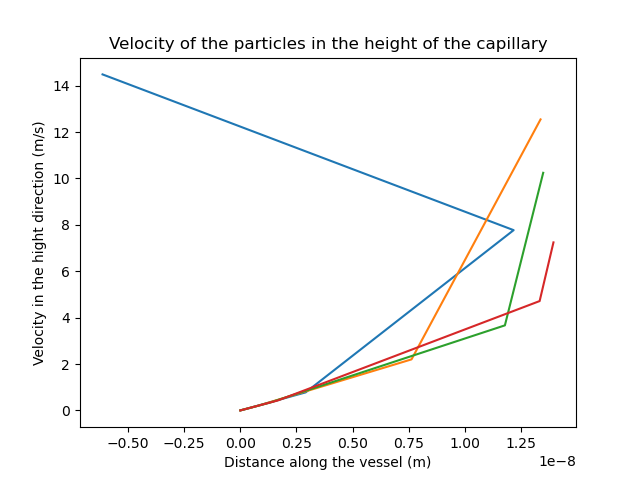 Velocity of the particles in the height of the capillary
14
12
10
8
6
4
2
0
Velocity in the hight direction (m/s)
−0.50 −0.25 0.00 0.25 0.50 0.75 1.00 1.25
Distance along the vessel (m)
1e−8